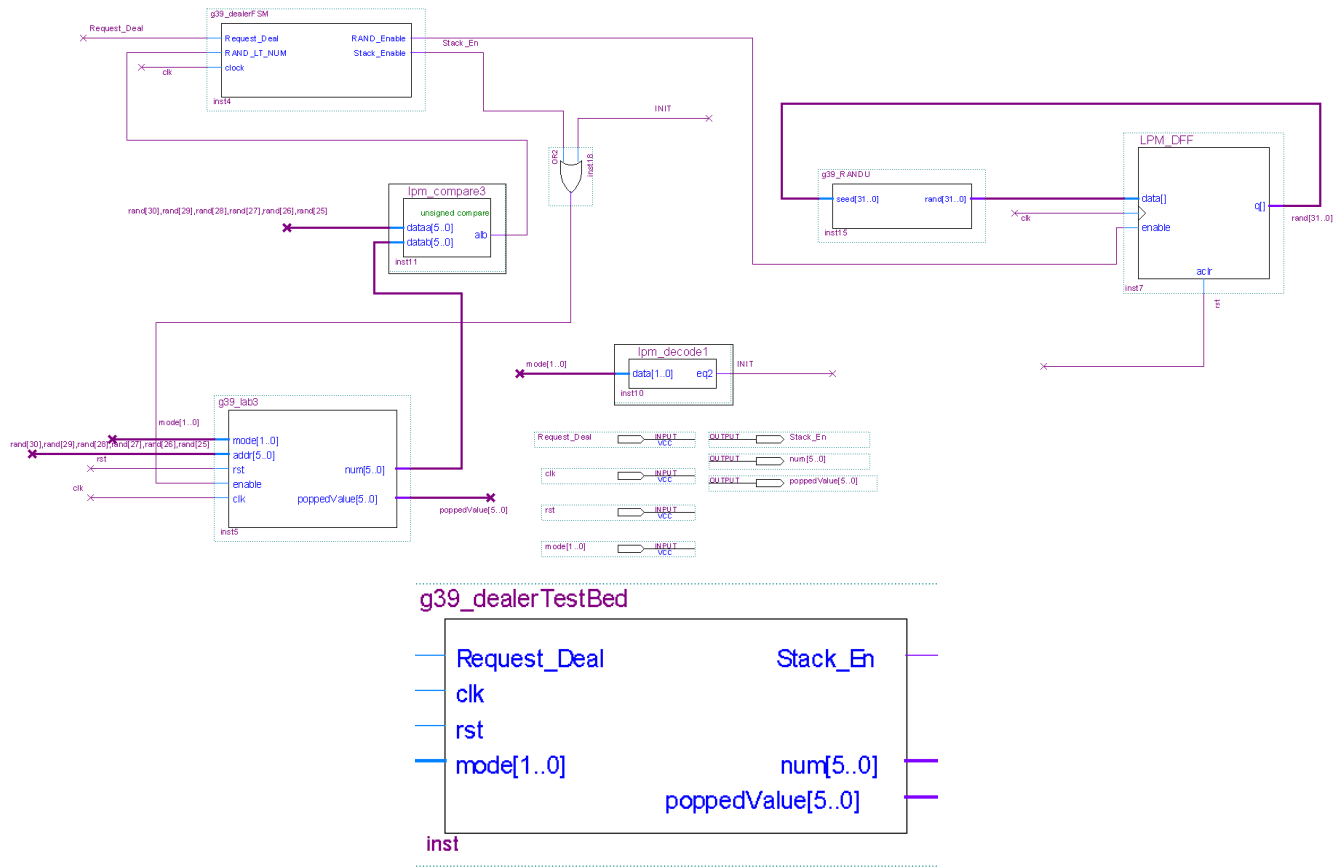 g39_dealerFSM
Request_Deal
Request_Deal
RAND_Enable
RAND_LT_NUM
Stack_Enable
Stack_En
clock
clk
inst4
INIT
OR2
inst18
LPM_DFF
g39_RANDU
seed[31..0]
rand[31..0]
data[]
q[]
clk
rand[31..0]
enable
inst15
aclr
inst7
rst
lpm_compare3
unsigned compare
rand[30],rand[29],rand[28],rand[27],rand[26],rand[25]
dataa[5..0]
alb
datab[5..0]
inst11
lpm_decode1
mode[1..0]
data[1..0]
eq2
INIT
inst10
g39_lab3
mode[1..0]
mode[1..0]
rand[30],rand[29],rand[28],rand[27],rand[26],rand[25]
addr[5..0]
rst
rst
num[5..0]
enable
clk
clk
poppedValue[5..0]
poppedValue[5..0]
inst5
Request_Deal
INPUT
VCC
OUTPUT
Stack_En
clk
INPUT
VCC
OUTPUT
num[5..0]
OUTPUT
poppedValue[5..0]
rst
INPUT
VCC
mode[1..0]
INPUT
VCC
g39_dealerTestBed
Request_Deal
Stack_En
clk
rst
mode[1..0]
num[5..0]
poppedValue[5..0]
inst